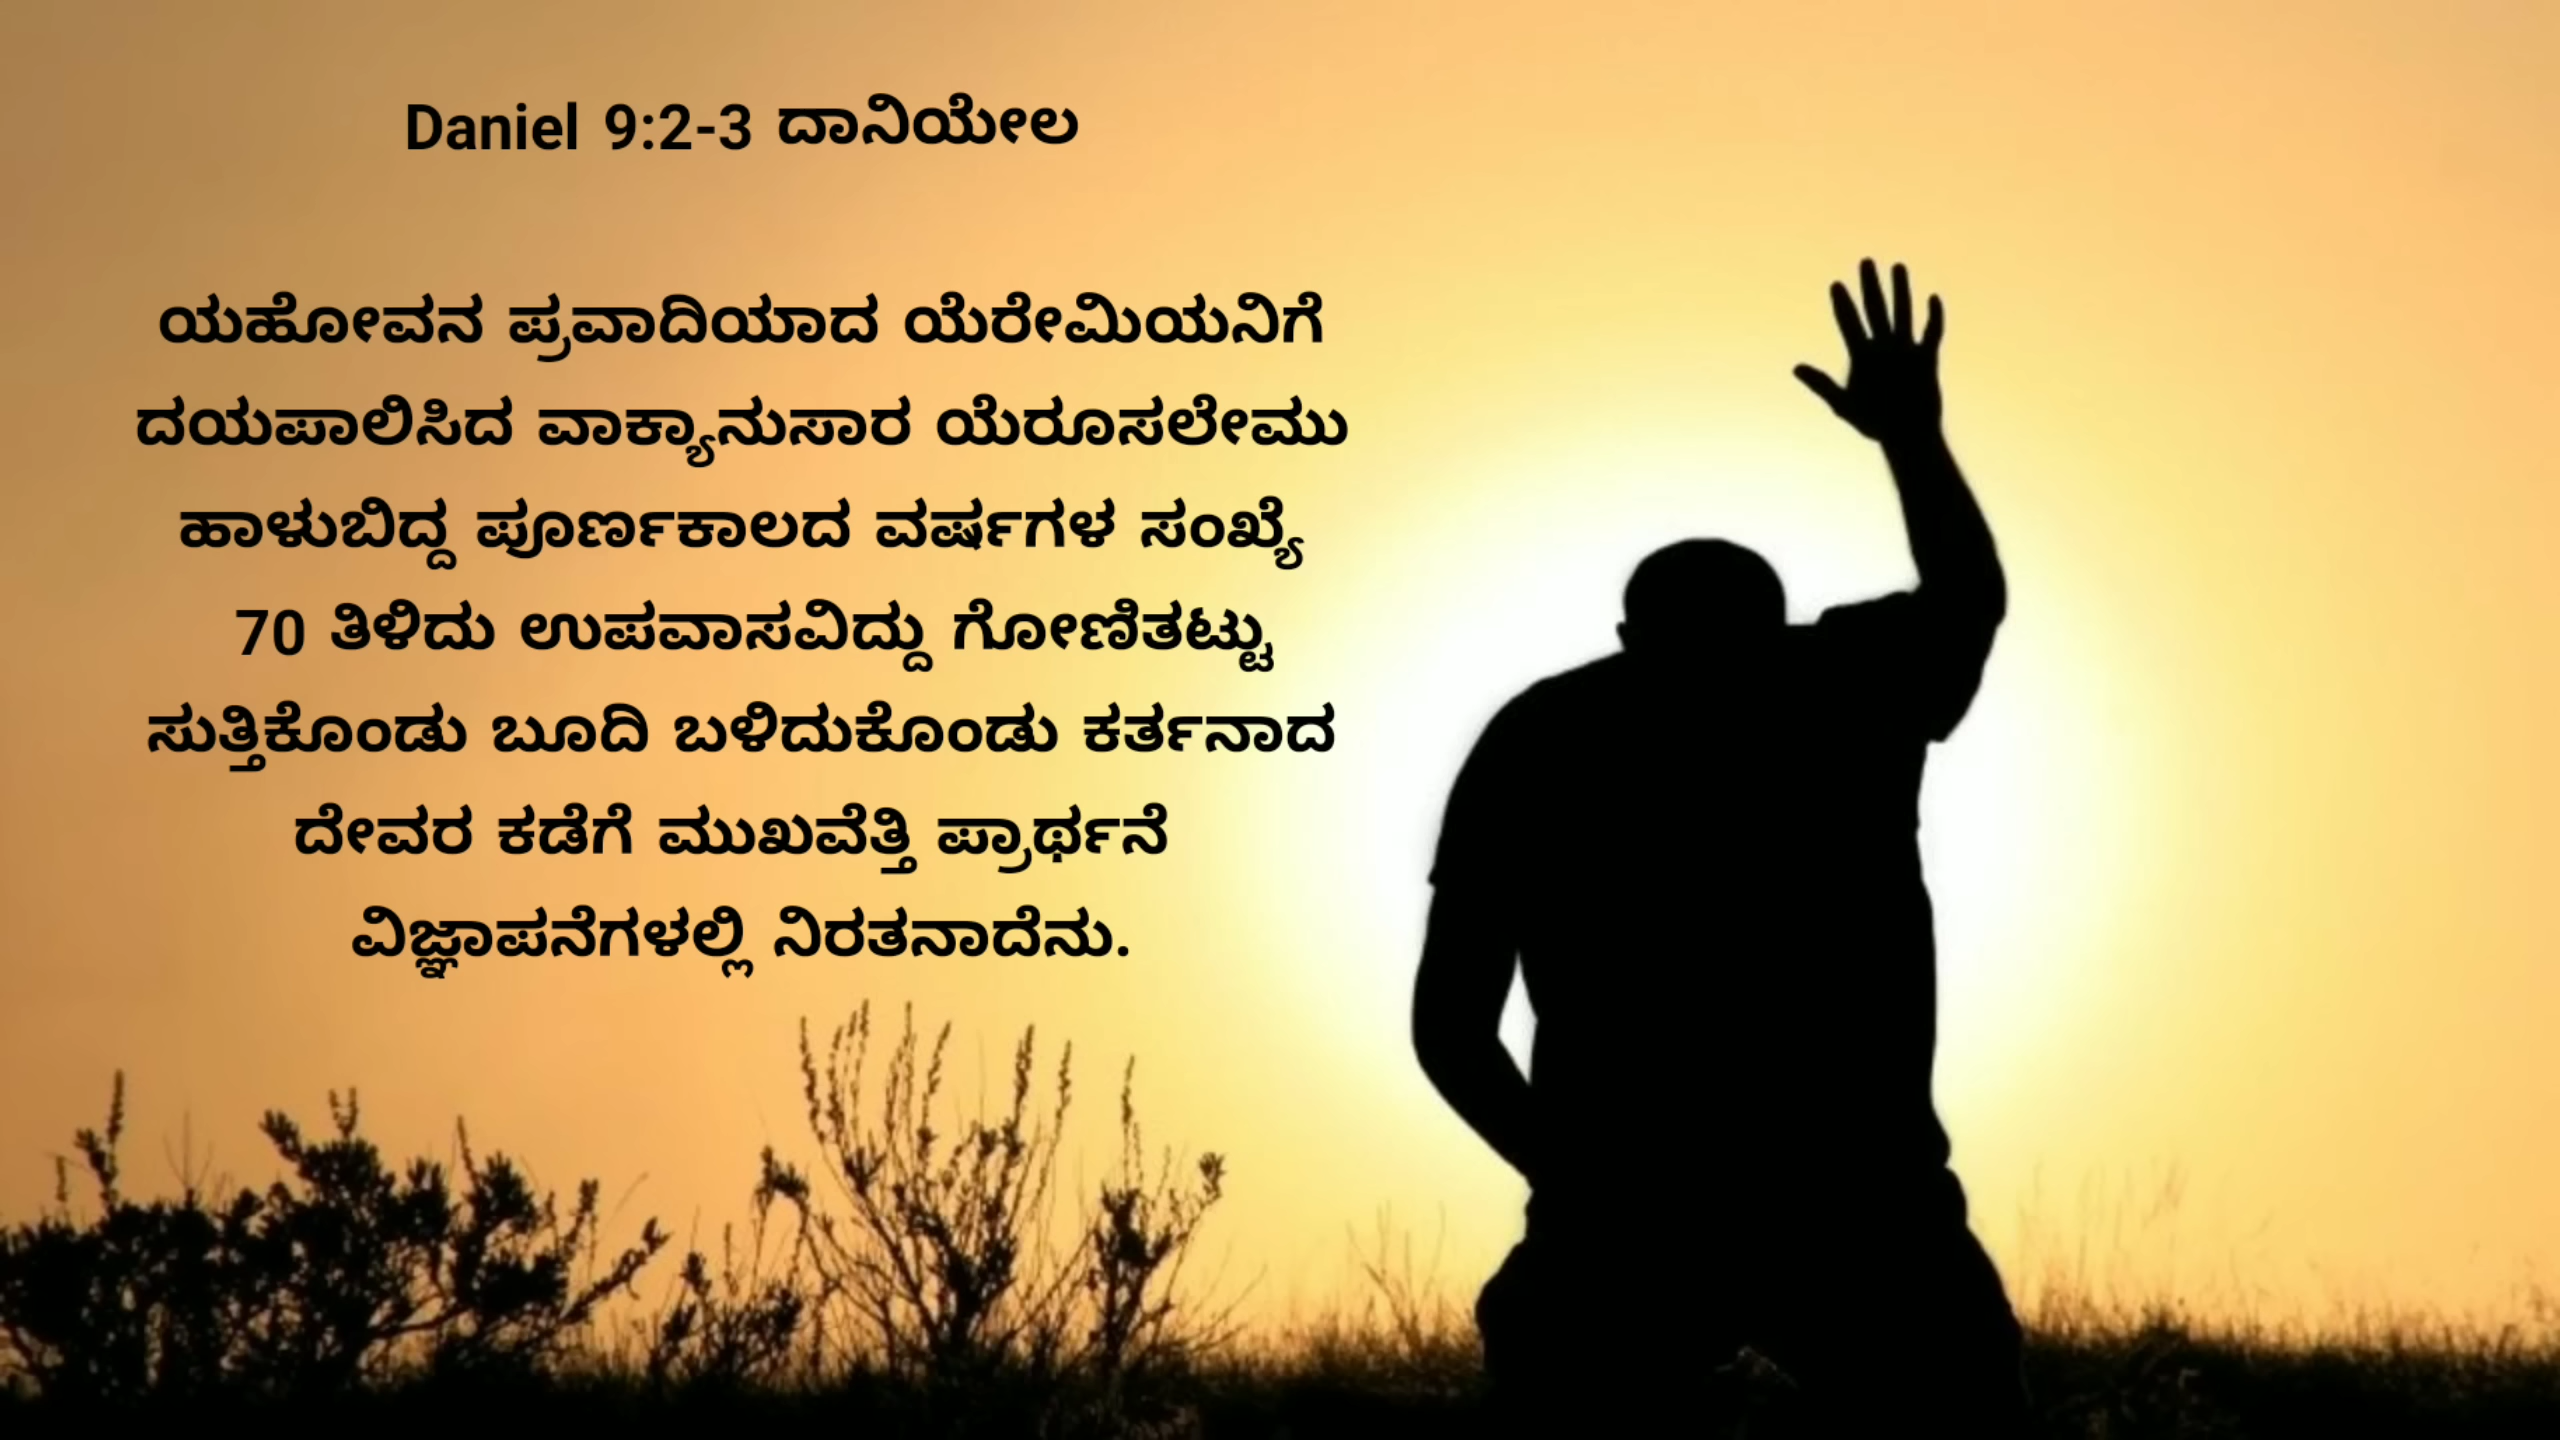 Daniel 9:2-3 ದಾನಿಯೇಲ
ಯಹೋವನ ಪ್ರವಾದಿಯಾದ ಯೆರೇಮಿಯನಿಗೆ
ದಯಪಾಲಿಸಿದ ವಾಕ್ಯಾನುಸಾರ ಯೆರೂಸಲೇಮು
ಹಾಳುಬಿದ್ದ ಪೂರ್ಣಕಾಲದ ವರ್ಷಗಳ ಸಂಖ್ಯೆ
70 ತಿಳಿದು ಉಪವಾಸವಿದ್ದು ಗೋಣಿತಟ್ಟು
ಸುತ್ತಿಕೊಂಡು ಬೂದಿ ಬಳಿದುಕೊಂಡು ಕರ್ತನಾದ
ದೇವರ ಕಡೆಗೆ ಮುಖವೆತ್ತಿ ಪ್ರಾರ್ಥನೆ
ವಿಜ್ಞಾಪನೆಗಳಲ್ಲಿ ನಿರತನಾದೆನು.